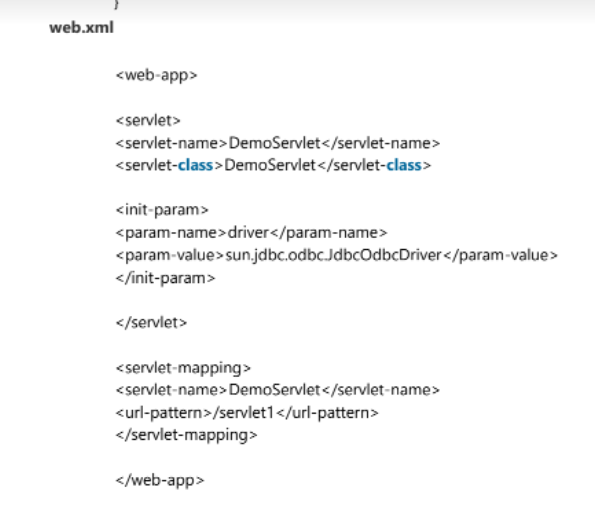 }
web.xml
<web-app>
<servlet>
<servlet-name>DemoServlet</servlet-name>
<servlet-class>DemoServlet</servlet-class>
<init-param>
<param-name>driver</param-name>
<param-value>sun.jdbc.odbc.JdbcOdbcDriver</param-value>
</init-param>
</servlet>
<servlet-mapping>
<servlet-name>DemoServlet</servlet-name>
<url-pattern>/servlet1</url-pattern>
</servlet-mapping>
</web-app>